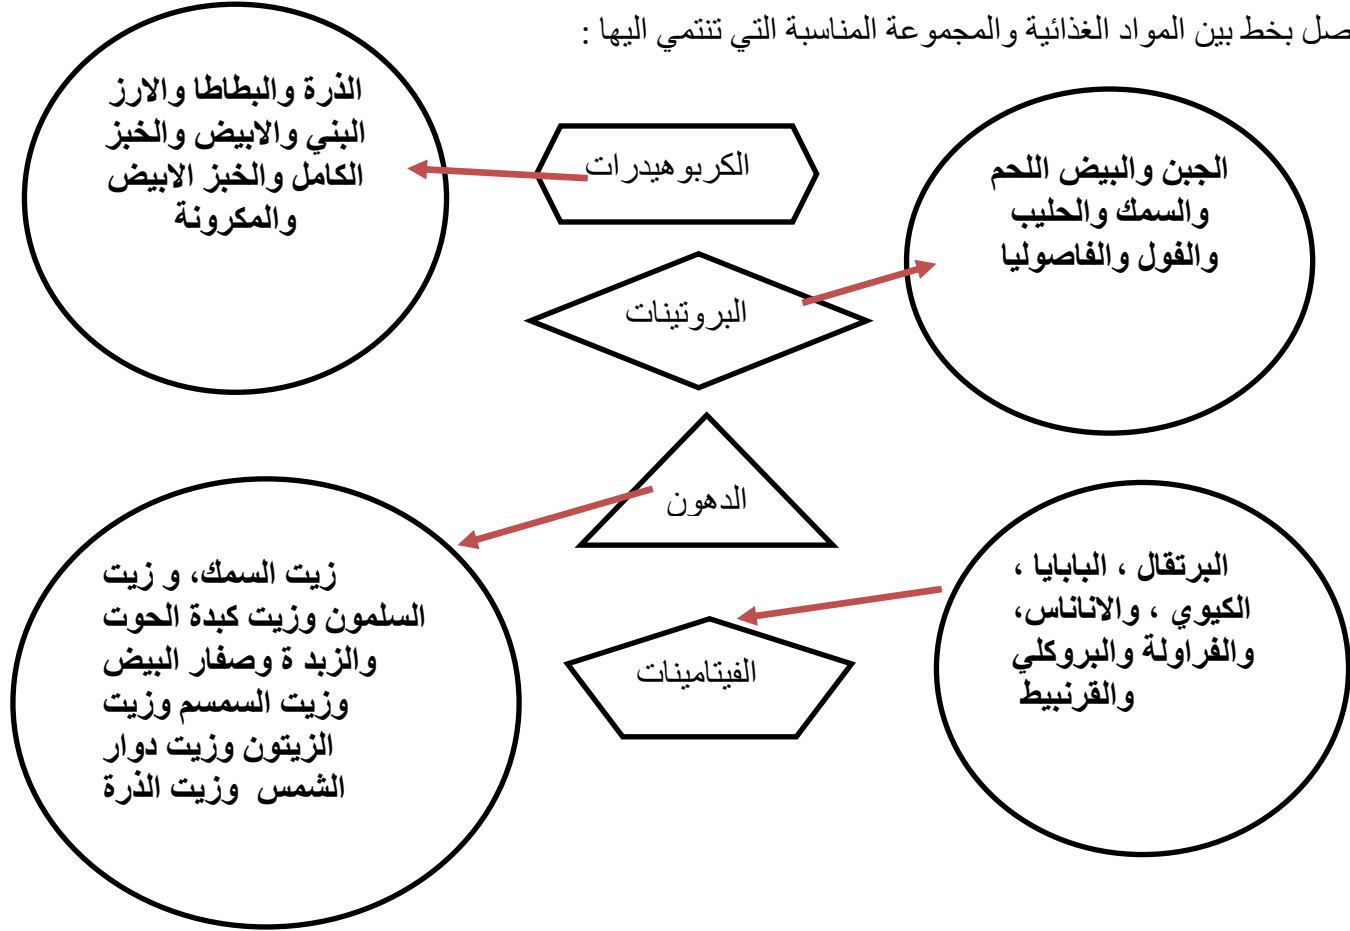 صل بخط بين المواد الغذائية والمجموعة المناسبة التي تنتمي اليها :
الذرة والبطاطا والارز
البني والابيض والخبز
الكامل والخبز الابيض
والمكرونة
الكربوهيدرات
الجبن والبيض اللحم
والسمك والحليب
والفول والفاصوليا
البروتينات
الدهون
زيت السمك، و زيت
السلمون وزيت كبدة الحوت
والزبد ة وصفار البيض
وزيت السمسم وزيت
الزيتون وزيت دوار
الشمس وزيت الذرة
البرتقال ، البابايا ،
الكيوي ، والاناناس،
والفراولة والبروكلي
والقرنبيط
الفيتامينات